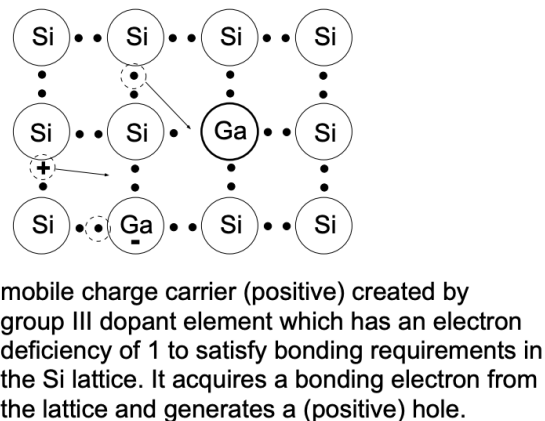 Si Si Si Si
Si Si Ga Si
+
Si Ga Si Si
-
mobile charge carrier (positive) created by
group III dopant element which has an electron
deficiency of 1 to satisfy bonding requirements in
the Si lattice. It acquires a bonding electron from
the lattice and generates a (positive) hole.